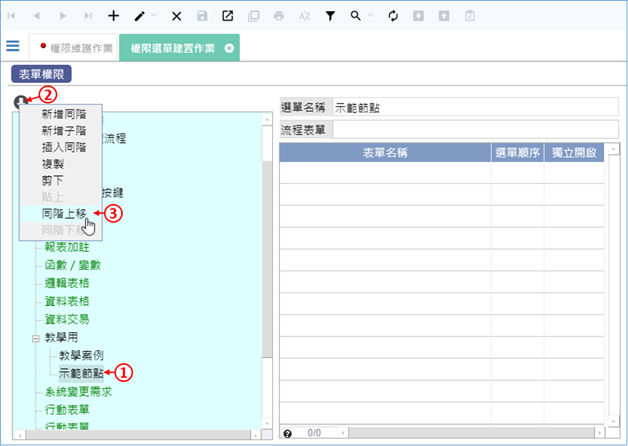 權限維護作業
權限選單建置作業
表單權限
②
新增同階
新增子階
插入同階
複製
剪下
貼上
同階上移
③
同階下移
流程
按鍵
報表加註
函數／變數
邏輯表格
資料表格
資料交易
教學用
教學案例
示範節點
①
系統變更需求
行動表單
行動表單
選單名稱 示範節點
流程表單
表單名稱 選單順序 獨立開啟
0/0